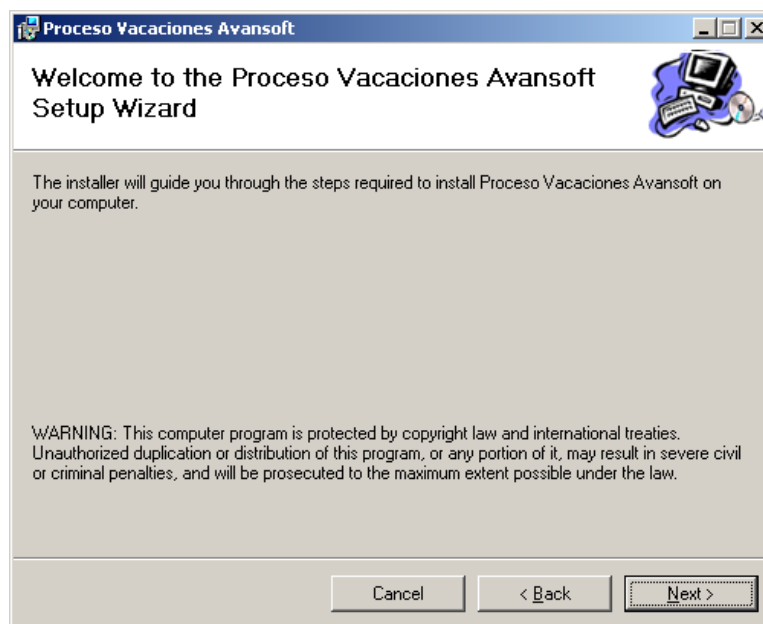 Proceso Vacaciones Avansoft
Welcome to the Proceso Vacaciones Avansoft
Setup Wizard
The installer will guide you through the steps required to install Proceso Vacaciones Avansoft on
your computer.
WARNING: This computer program is protected by copyright law and international treaties.
Unauthorized duplication or distribution of this program, or any portion of it, may result in severe civil
or criminal penalties, and will be prosecuted to the maximum extent possible under the law.
Cancel
< Back
Next >